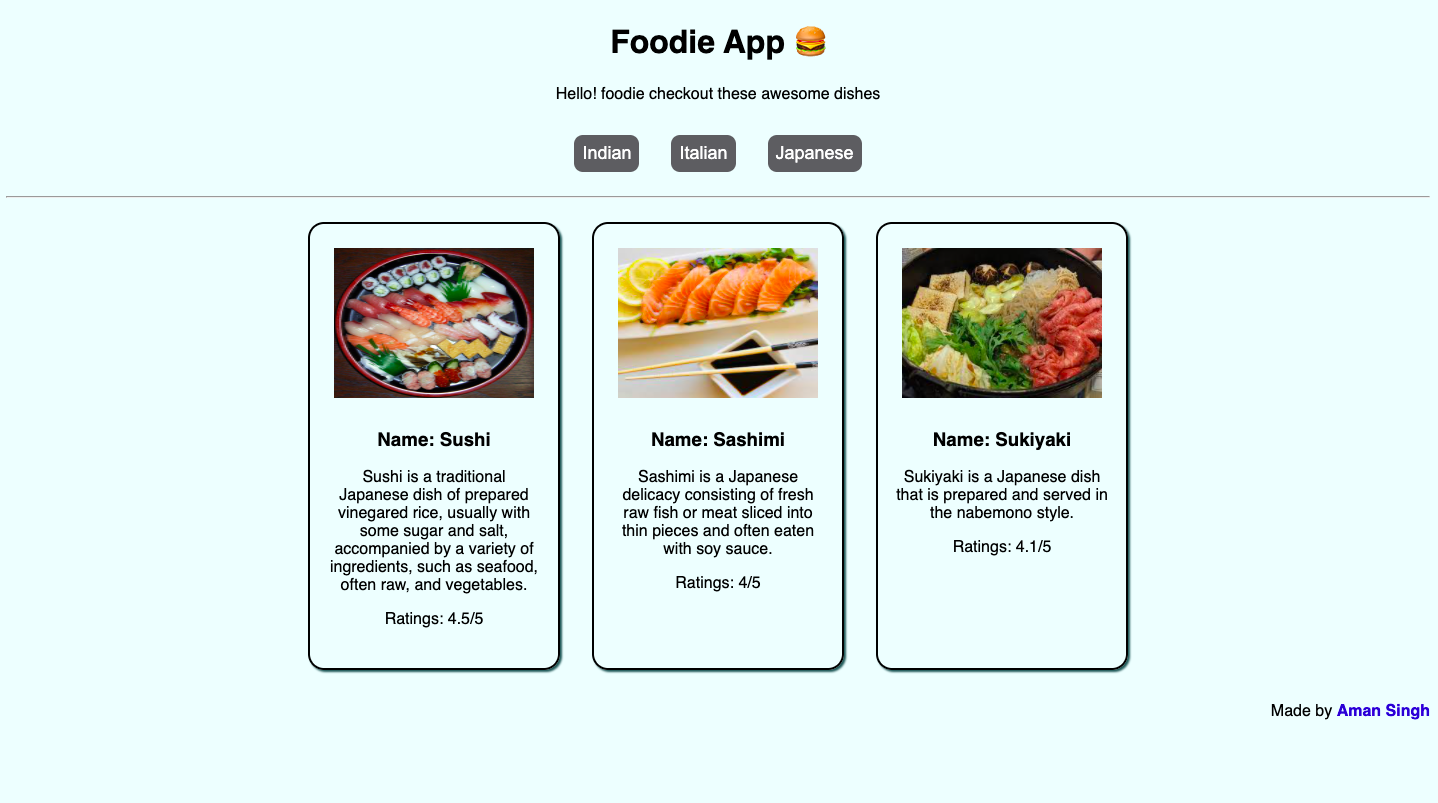 Foodie App 🍔
Hello! foodie checkout these awesome dishes
Indian
Italian
Japanese
Name: Sushi
Sushi is a traditional
Japanese dish of prepared
vinegared rice, usually with
some sugar and salt,
accompanied by a variety of
ingredients, such as seafood,
often raw, and vegetables.
Ratings: 4.5/5
Name: Sashimi
Sashimi is a Japanese
delicacy consisting of fresh
raw fish or meat sliced into
thin pieces and often eaten
with soy sauce.
Ratings: 4/5
Name: Sukiyaki
Sukiyaki is a Japanese dish
that is prepared and served in
the nabemono style.
Ratings: 4.1/5
Made by Aman Singh